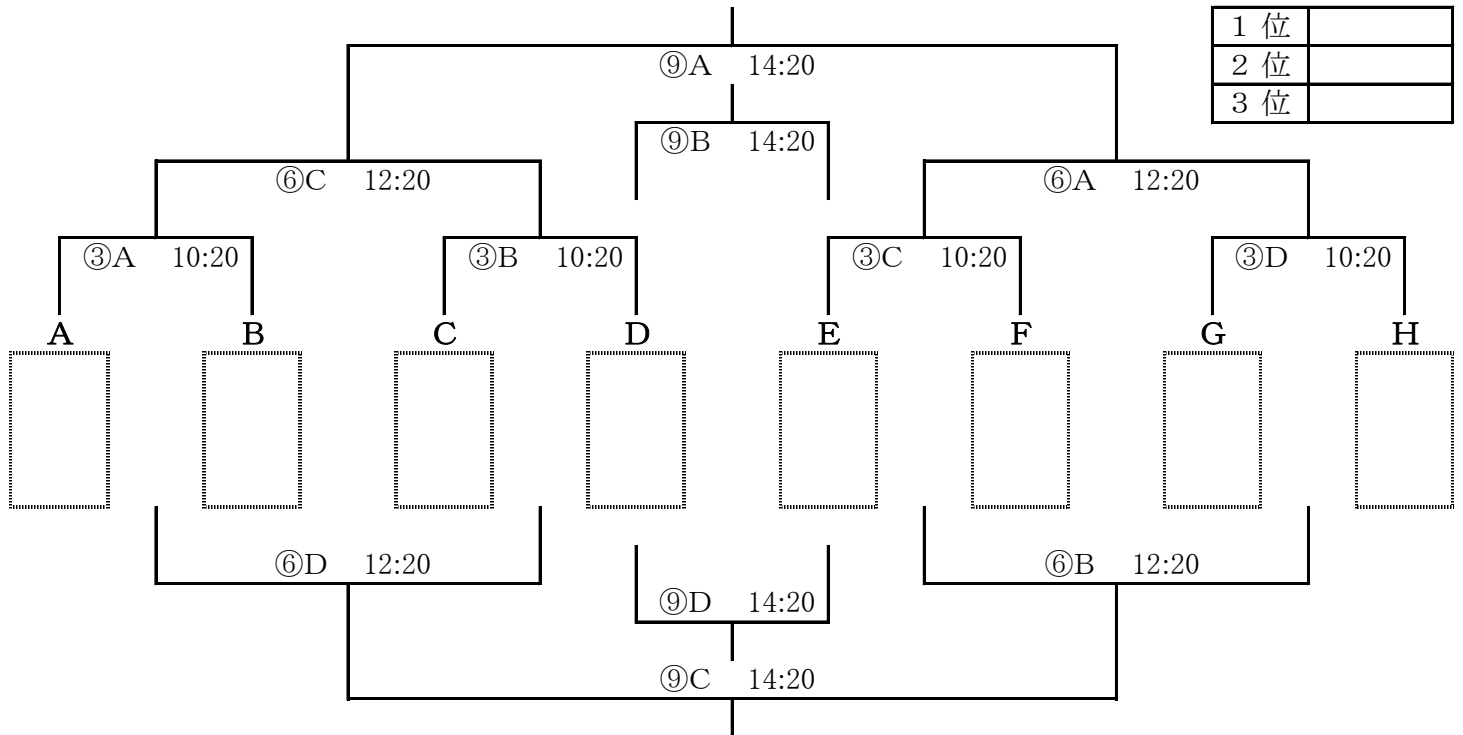 1 位
2 位
3 位
⑨A 14:20
⑨B 14:20
⑥C 12:20
⑥A 12:20
③A 10:20
③B 10:20
③C 10:20
③D 10:20
A B C D E F G H
⑥D 12:20
⑥B 12:20
⑨D 14:20
⑨C 14:20